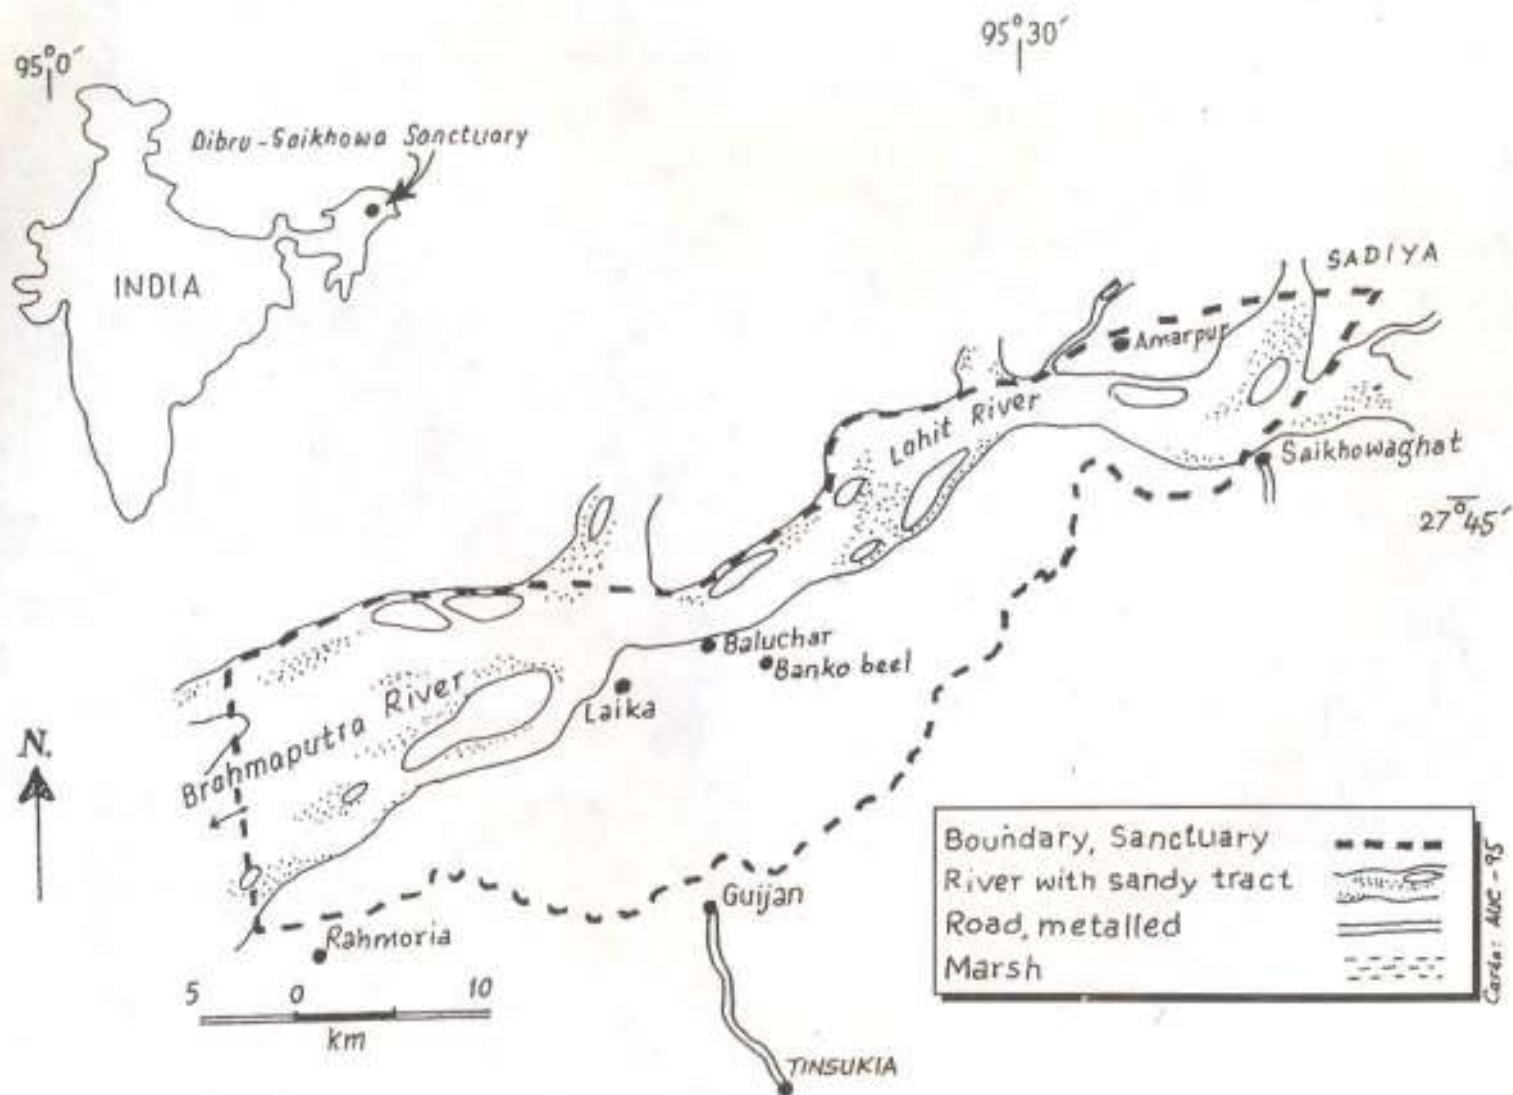 95°0´
95°30´
Dibru-Saikhowa Sanctuary
INDIA
SADIYA
Amarpur
Lohit River
Saikhowaghat
27°45´
Baluchar
Banko beel
Laika
Brahmaputra River
N.
Guijan
Rahmoria
5 0 10
km
TINSUKIA
Boundary, Sanctuary
River with sandy tract
Road, metalled
Marsh
Carto: AUC-95